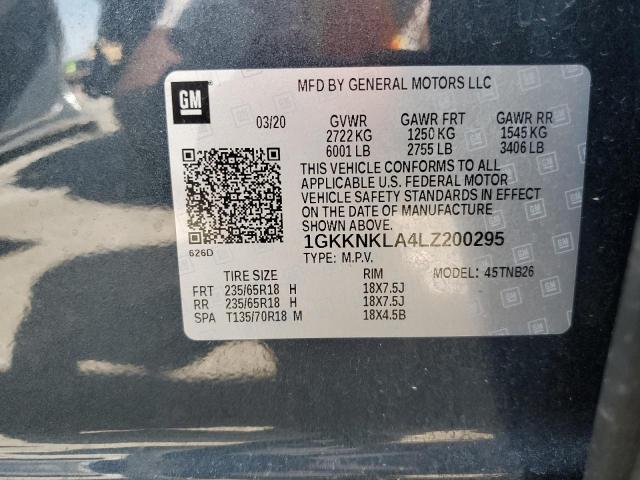 GM
MFD BY GENERAL MOTORS LLC
03/20 GVWR GAWR FRT GAWR RR
2722 KG 1250 KG 1545 KG
6001 LB 2755 LB 3406 LB
THIS VEHICLE CONFORMS TO ALL
APPLICABLE U.S. FEDERAL MOTOR
VEHICLE SAFETY STANDARDS IN EFFECT
ON THE DATE OF MANUFACTURE
SHOWN ABOVE.
626D
1GKKNKLA4LZ200295
TYPE: M.P.V.
TIRE SIZE RIM MODEL: 45TNB26
FRT 235/65R18 H 18X7.5J
RR 235/65R18 H 18X7.5J
SPA T135/70R18 M 18X4.5B